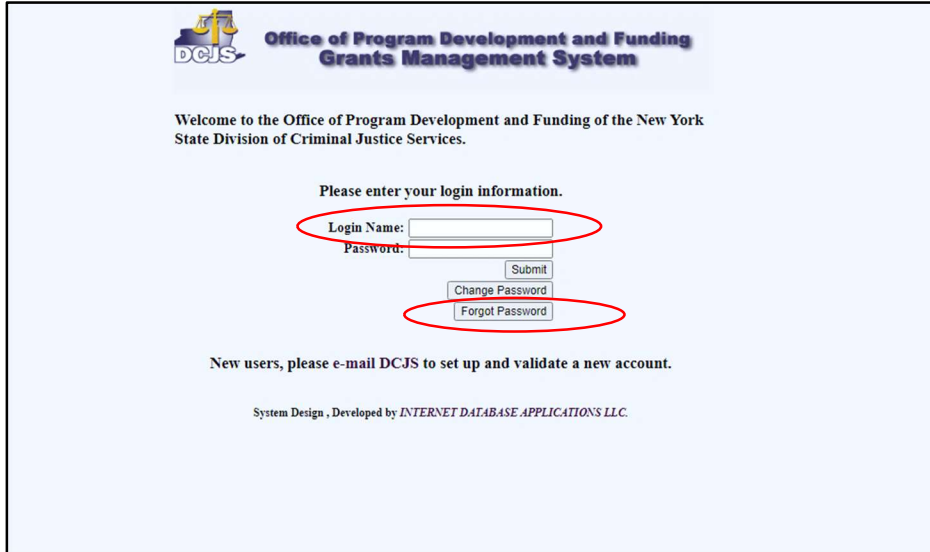 DCJS
Office of Program Development and Funding
Grants Management System
Welcome to the Office of Program Development and Funding of the New York
State Division of Criminal Justice Services.
Please enter your login information.
Login Name:
Password:
Submit
Change Password
Forgot Password
New users, please e-mail DCJS to set up and validate a new account.
System Design , Developed by INTERNET DATABASE APPLICATIONS LLC.